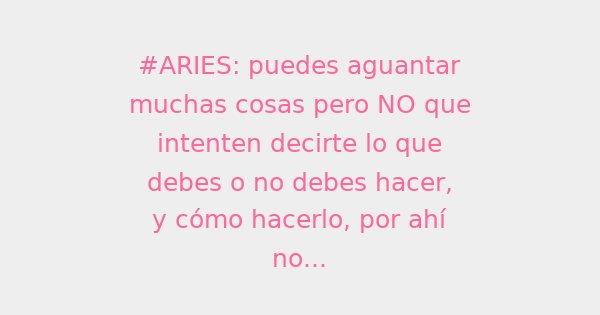 #ARIES: puedes aguantar
muchas cosas pero NO que
intenten decirte lo que
debes o no debes hacer,
y cómo hacerlo, por ahí
no...